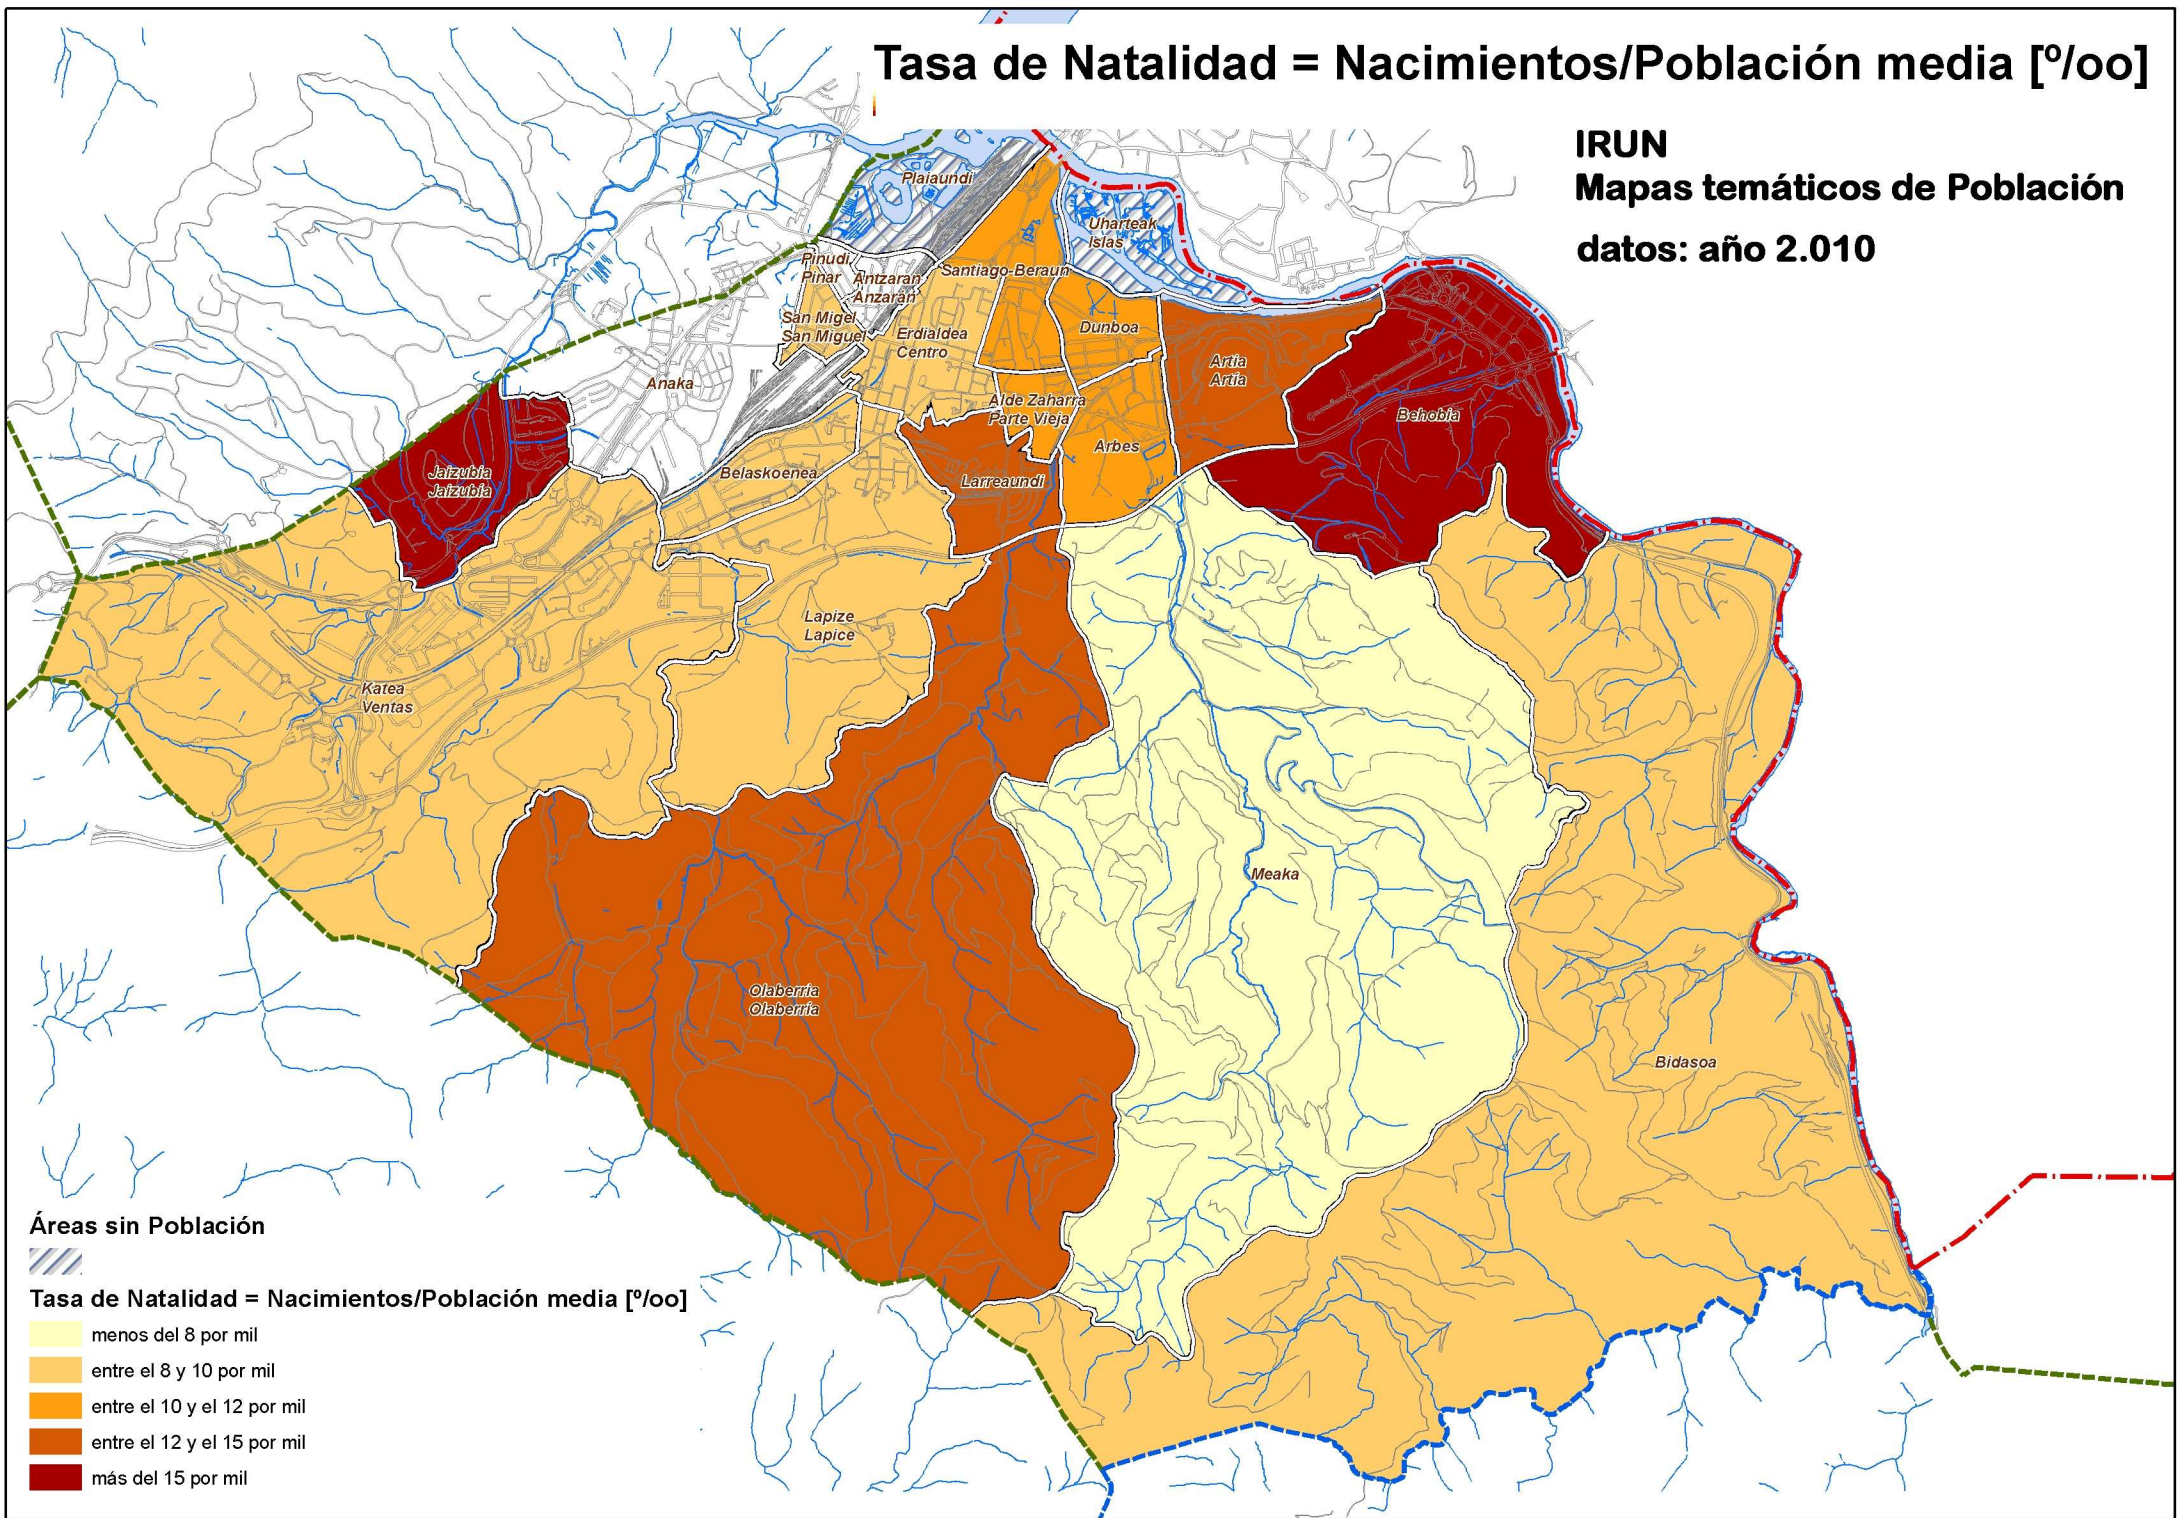 Tasa de Natalidad = Nacimientos/Población media [º/oo]
IRUN
Mapas temáticos de Población
datos: año 2.010
Plaiaundi
Uharteak
Islas
Pinudi
Pinar
Antzaran
Anzarán
Santiago-Beraun
San Migel
San Miguel
Erdialdea
Centro
Dunboa
Artia
Artía
Anaka
Alde Zaharra
Parte Vieja
Behobia
Arbes
Jaizubia
Jaizubía
Belaskoenea
Larreaundi
Lapize
Lapice
Katea
Ventas
Meaka
Olaberria
Olaberría
Bidasoa
Áreas sin Población
Tasa de Natalidad = Nacimientos/Población media [º/oo]
menos del 8 por mil
entre el 8 y 10 por mil
entre el 10 y el 12 por mil
entre el 12 y el 15 por mil
más del 15 por mil